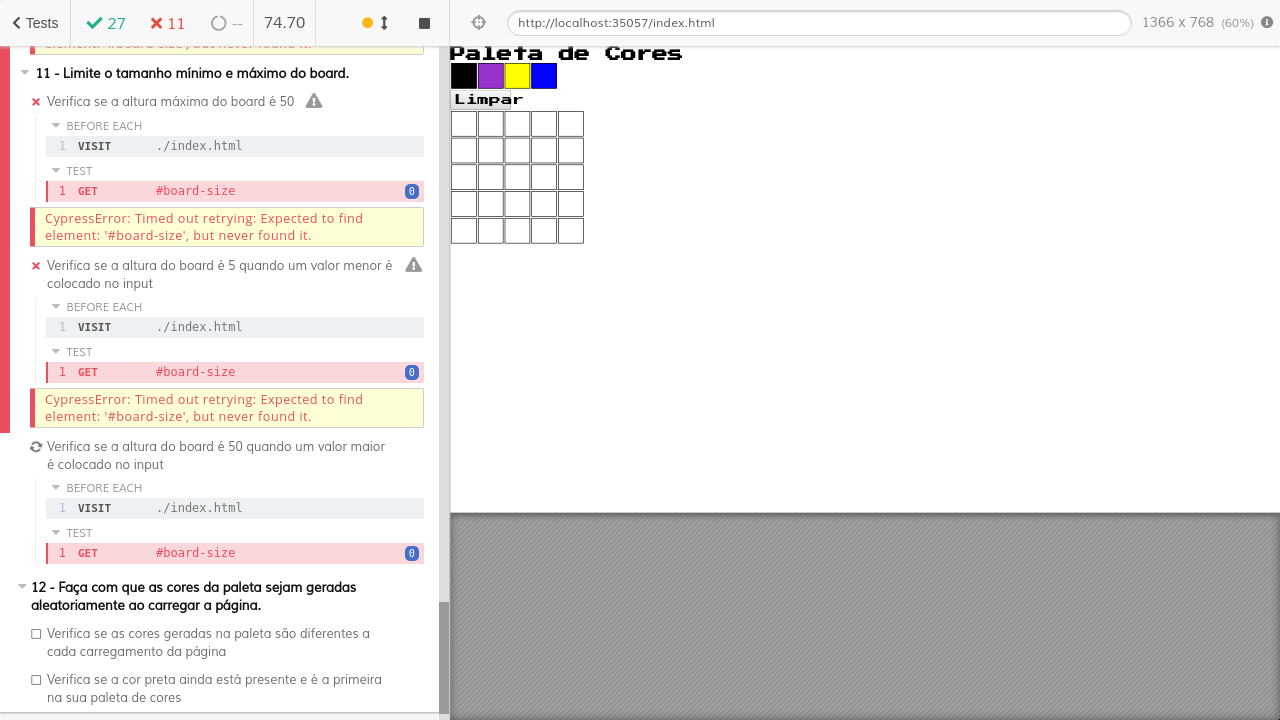 Tests
27
11
--
74.70
http://localhost:35057/index.html
1366 x 768 (60%)
element: '#board-size', but never found it.
11 - Limite o tamanho mínimo e máximo do board.
Verifica se a altura máximo do board é 50
BEFORE EACH
1 VISIT ./index.html
TEST
1 GET #board-size 0
CypressError: Timed out retrying: Expected to find
element: '#board-size', but never found it.
Verifica se a altura do board é 5 quando um valor menor é
colocado no input
BEFORE EACH
1 VISIT ./index.html
TEST
1 GET #board-size 0
CypressError: Timed out retrying: Expected to find
element: '#board-size', but never found it.
Verifica se a altura do board é 50 quando um valor maior
é colocado no input
BEFORE EACH
1 VISIT ./index.html
TEST
1 GET #board-size 0
12 - Faça com que as cores da paleta sejam geradas
aleatoriamente ao carregar a página.
Verifica se as cores geradas na paleta são diferentes a
cada carregamento da página
Verifica se a cor preta ainda está presente e é a primeira
na sua paleta de cores
Paleta de Cores
Limpar